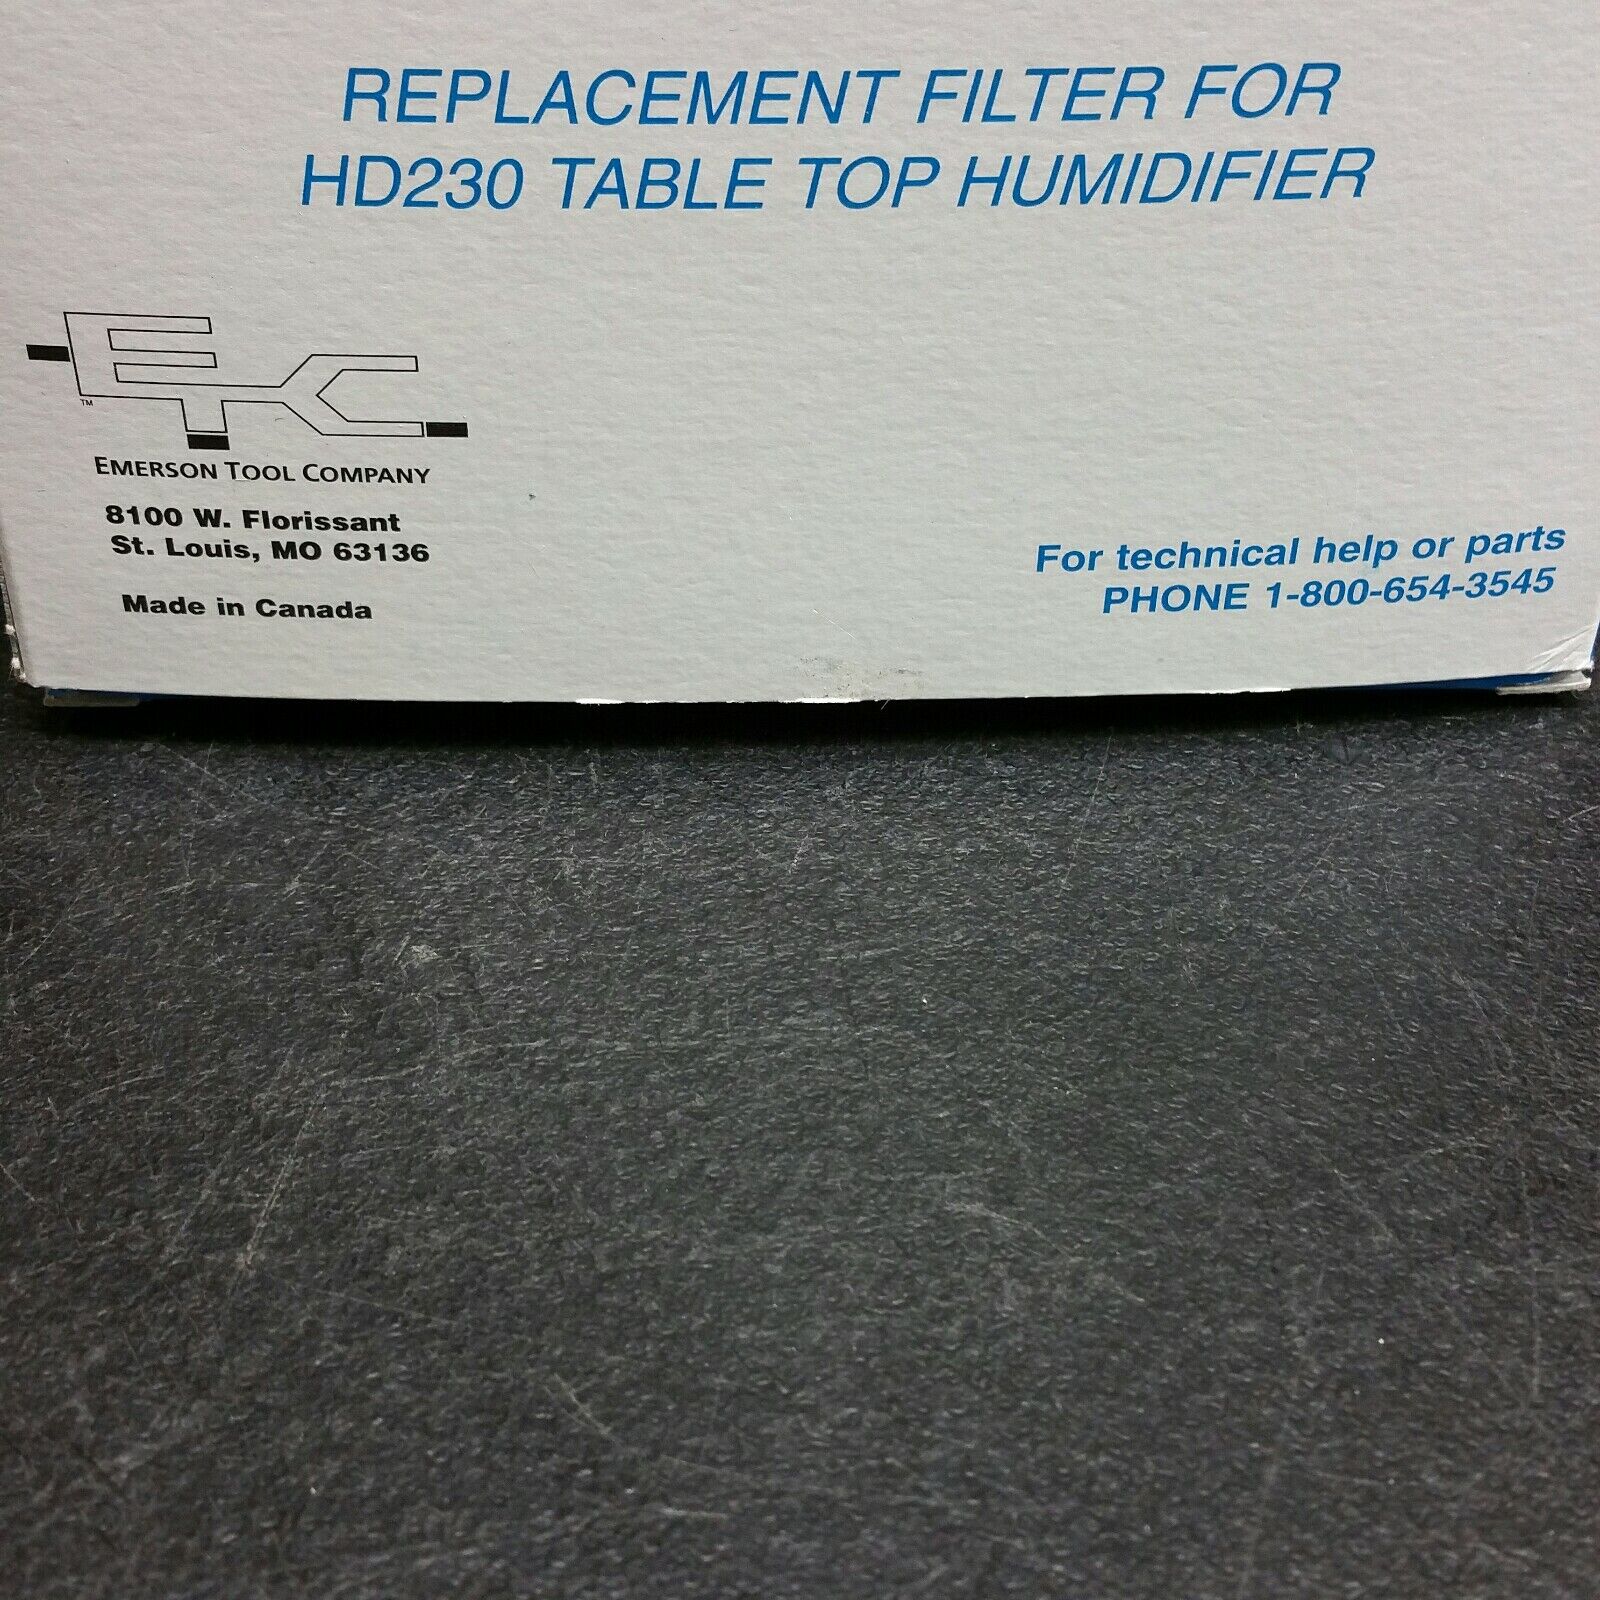 REPLACEMENT FILTER FOR
HD230 TABLE TOP HUMIDIFIER
ETC
TM
EMERSON TOOL COMPANY
8100 W. Florissant
St. Louis, MO 63136
Made in Canada
For technical help or parts
PHONE 1-800-654-3545